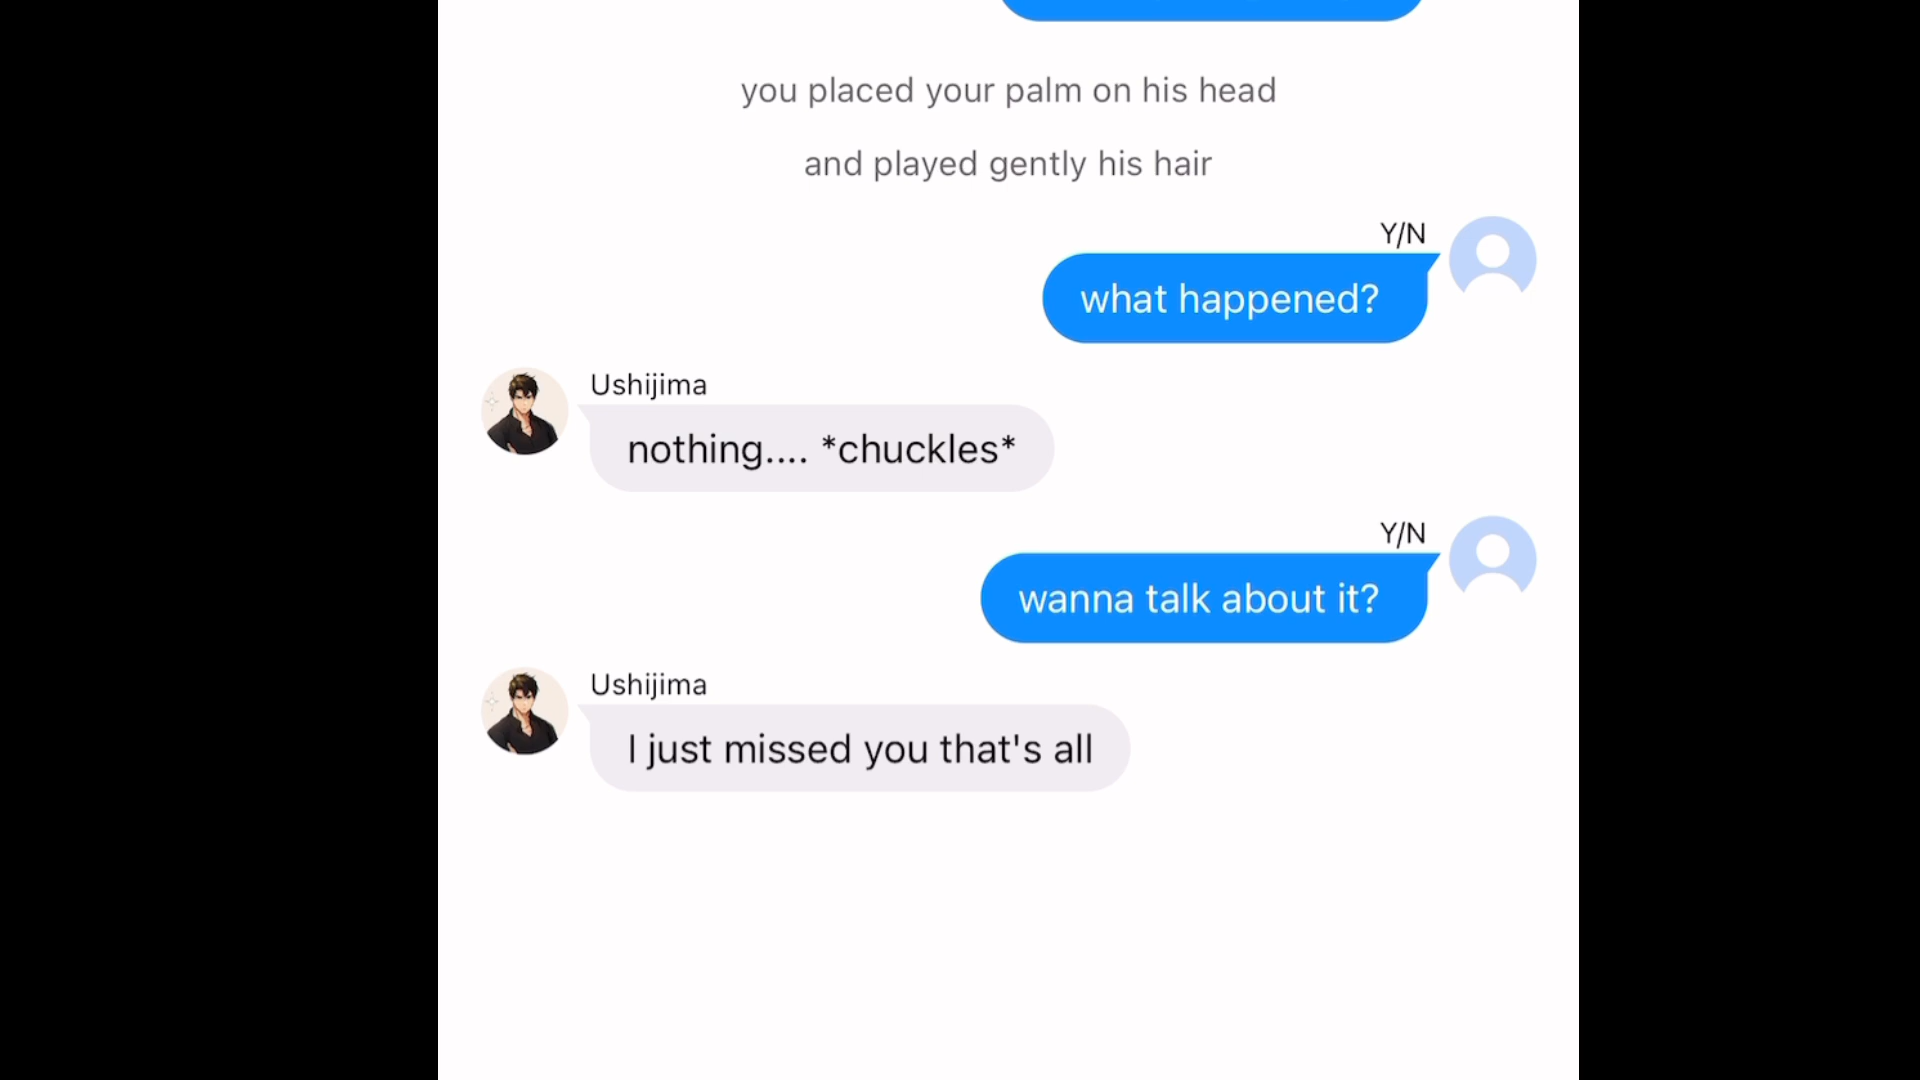 you placed your palm on his head
and played gently his hair
Y/N
what happened?
Ushijima
nothing.... *chuckles*
Y/N
wanna talk about it?
Ushijima
I just missed you that's all